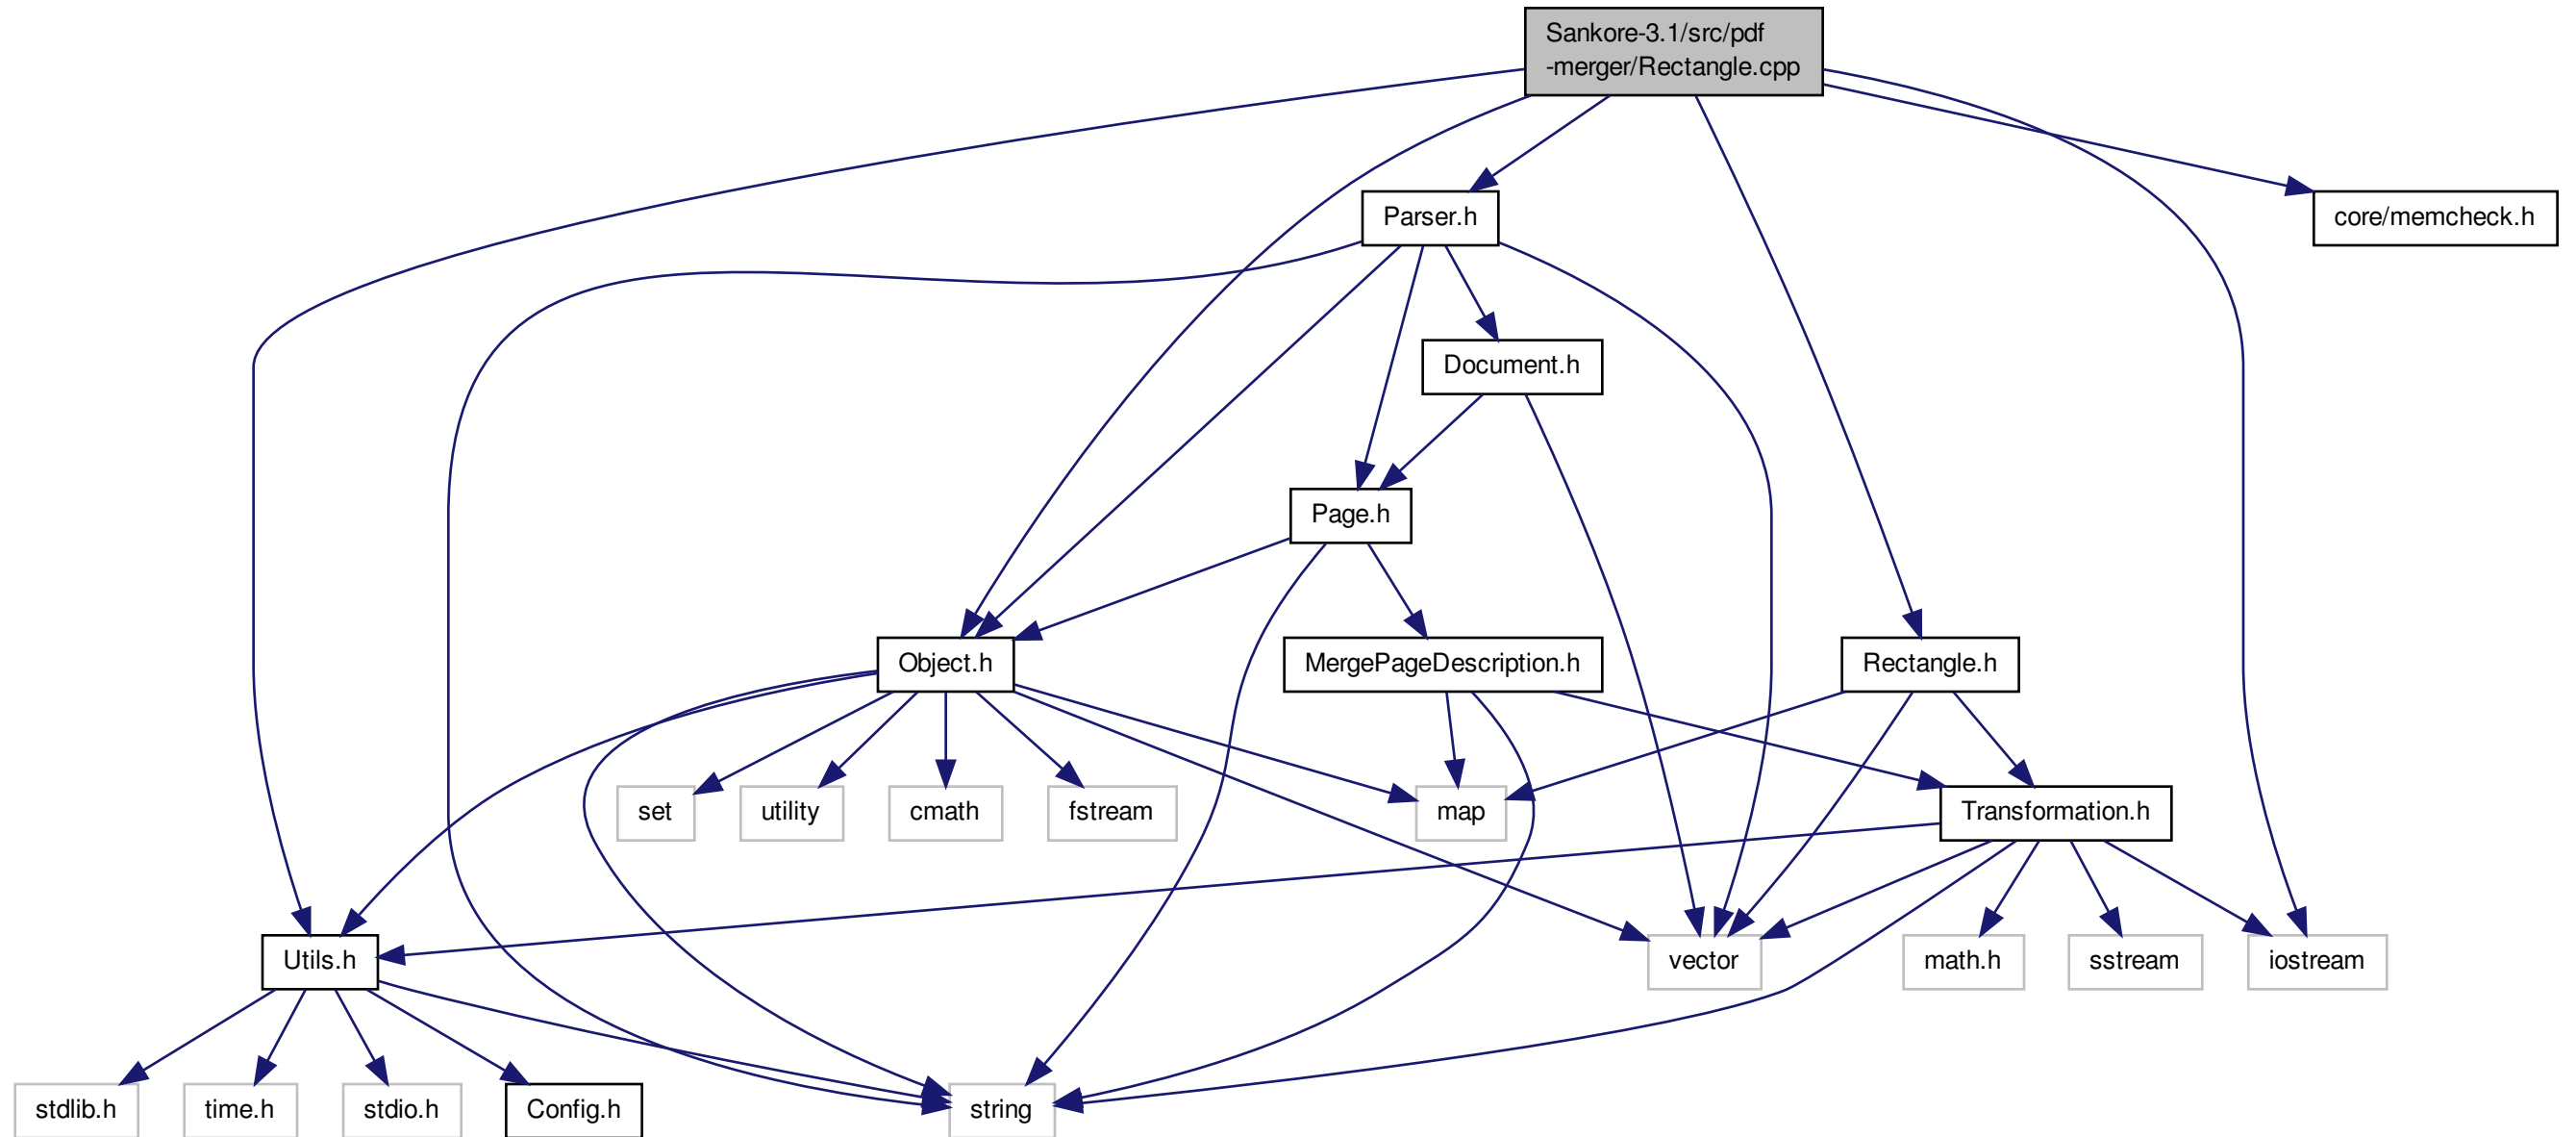 Sankore-3.1/src/pdf
-merger/Rectangle.cpp
Parser.h
core/memcheck.h
Document.h
Page.h
Object.h
MergePageDescription.h
Rectangle.h
set
utility
cmath
fstream
map
Transformation.h
Utils.h
vector
math.h
sstream
iostream
stdlib.h
time.h
stdio.h
Config.h
string